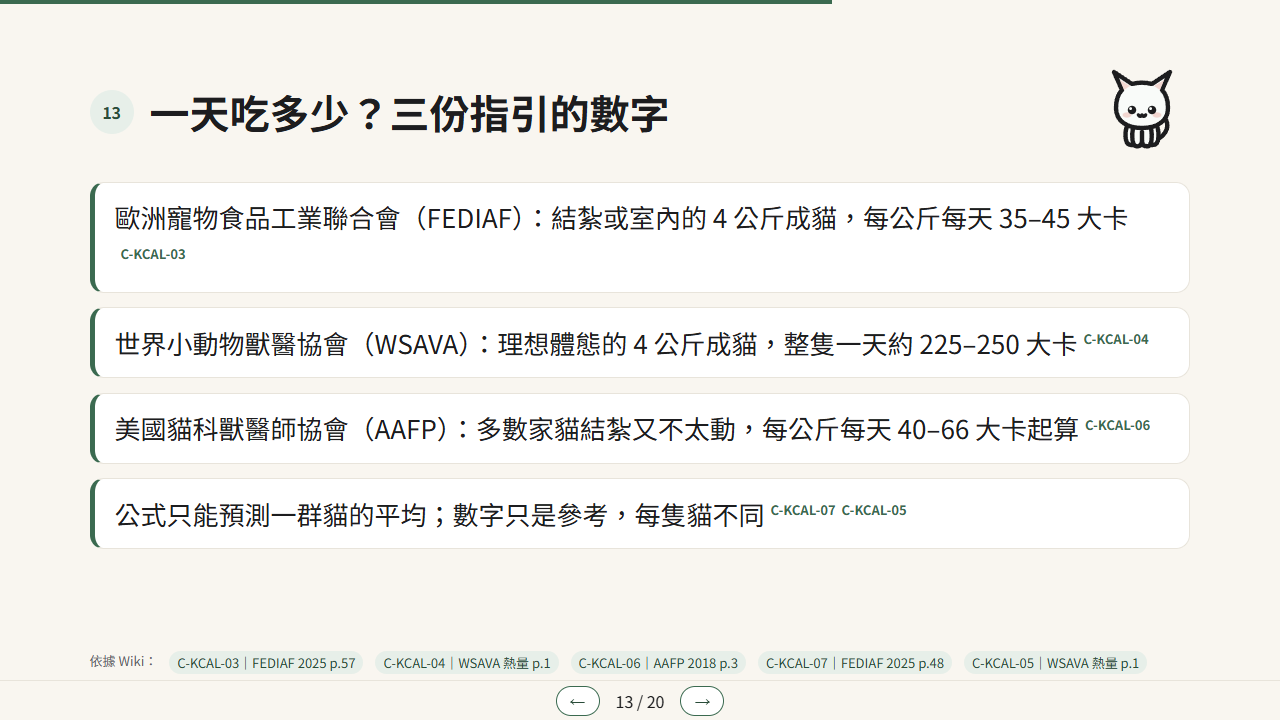 13 一天吃多少？三份指引的數字
歐洲寵物食品工業聯合會（FEDIAF）：結紮或室內的 4 公斤成貓，每公斤每天 35–45 大卡
C-KCAL-03
世界小動物獸醫協會（WSAVA）：理想體態的 4 公斤成貓，整隻一天約 225–250 大卡 C-KCAL-04
美國貓科獸醫師協會（AAFP）：多數家貓結紮又不太動，每公斤每天 40–66 大卡起算 C-KCAL-06
公式只能預測一群貓的平均；數字只是參考，每隻貓不同 C-KCAL-07 C-KCAL-05
依據 Wiki： C-KCAL-03｜FEDIAF 2025 p.57 C-KCAL-04｜WSAVA 熱量 p.1 C-KCAL-06｜AAFP 2018 p.3 C-KCAL-07｜FEDIAF 2025 p.48 C-KCAL-05｜WSAVA 熱量 p.1
← 13 / 20 →